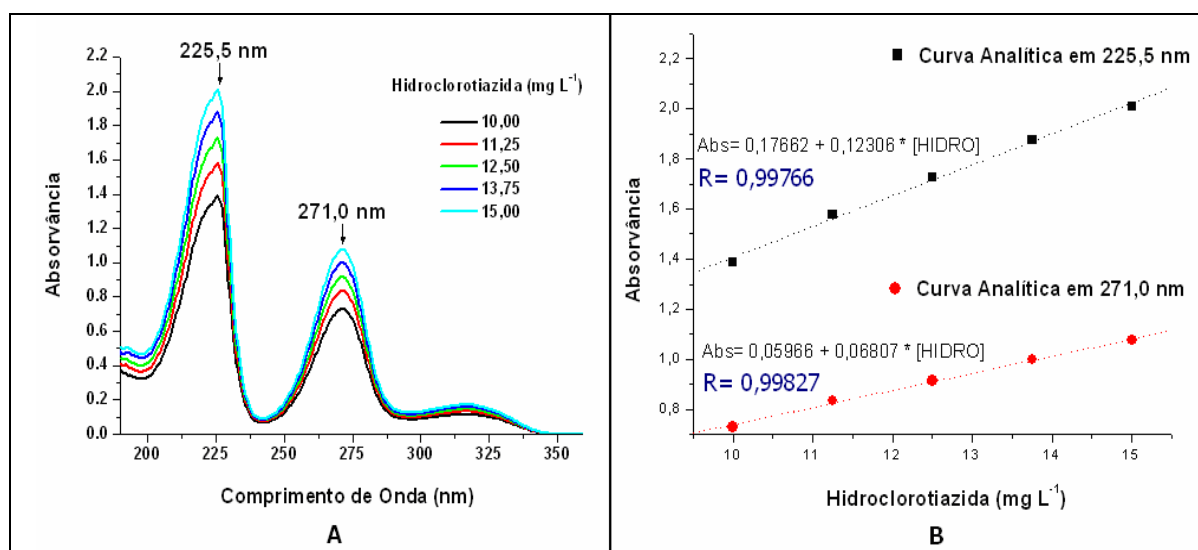 225,5 nm
Hidroclorotiazida (mg L-1)
10,00
11,25
12,50
13,75
15,00
271,0 nm
Absorvância
2.2
2.0
1.8
1.6
1.4
1.2
1.0
0.8
0.6
0.4
0.2
0.0
200
225
250
275
300
325
350
Comprimento de Onda (nm)
A
Curva Analítica em 225,5 nm
Abs= 0,17662 + 0,12306 * [HIDRO]
R= 0,99766
Curva Analítica em 271,0 nm
Abs= 0,05966 + 0,06807 * [HIDRO]
R= 0,99827
Absorvância
2,2
2,0
1,8
1,6
1,4
1,2
1,0
0,8
10
11
12
13
14
15
Hidroclorotiazida (mg L-1)
B